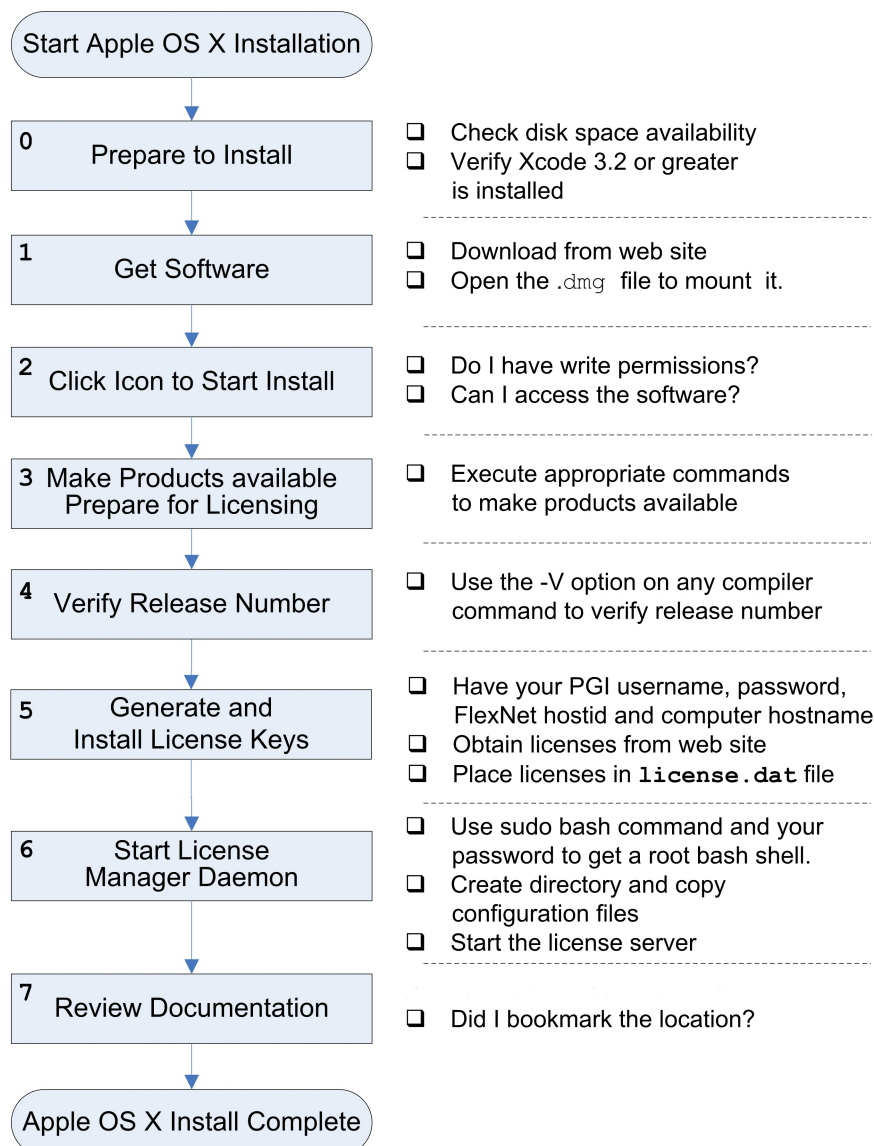 Start Apple OS X Installation
0
Prepare to Install
❑ Check disk space availability
❑ Verify Xcode 3.2 or greater
is installed
1
Get Software
❑ Download from web site
❑ Open the .dmg file to mount it.
2
Click Icon to Start Install
❑ Do I have write permissions?
❑ Can I access the software?
3
Make Products available
Prepare for Licensing
❑ Execute appropriate commands
to make products available
4
Verify Release Number
❑ Use the -V option on any compiler
command to verify release number
5
Generate and
Install License Keys
❑ Have your PGI username, password,
FlexNet hostid and computer hostname
❑ Obtain licenses from web site
❑ Place licenses in license.dat file
6
Start License
Manager Daemon
❑ Use sudo bash command and your
password to get a root bash shell.
❑ Create directory and copy
configuration files
❑ Start the license server
7
Review Documentation
❑ Did I bookmark the location?
Apple OS X Install Complete